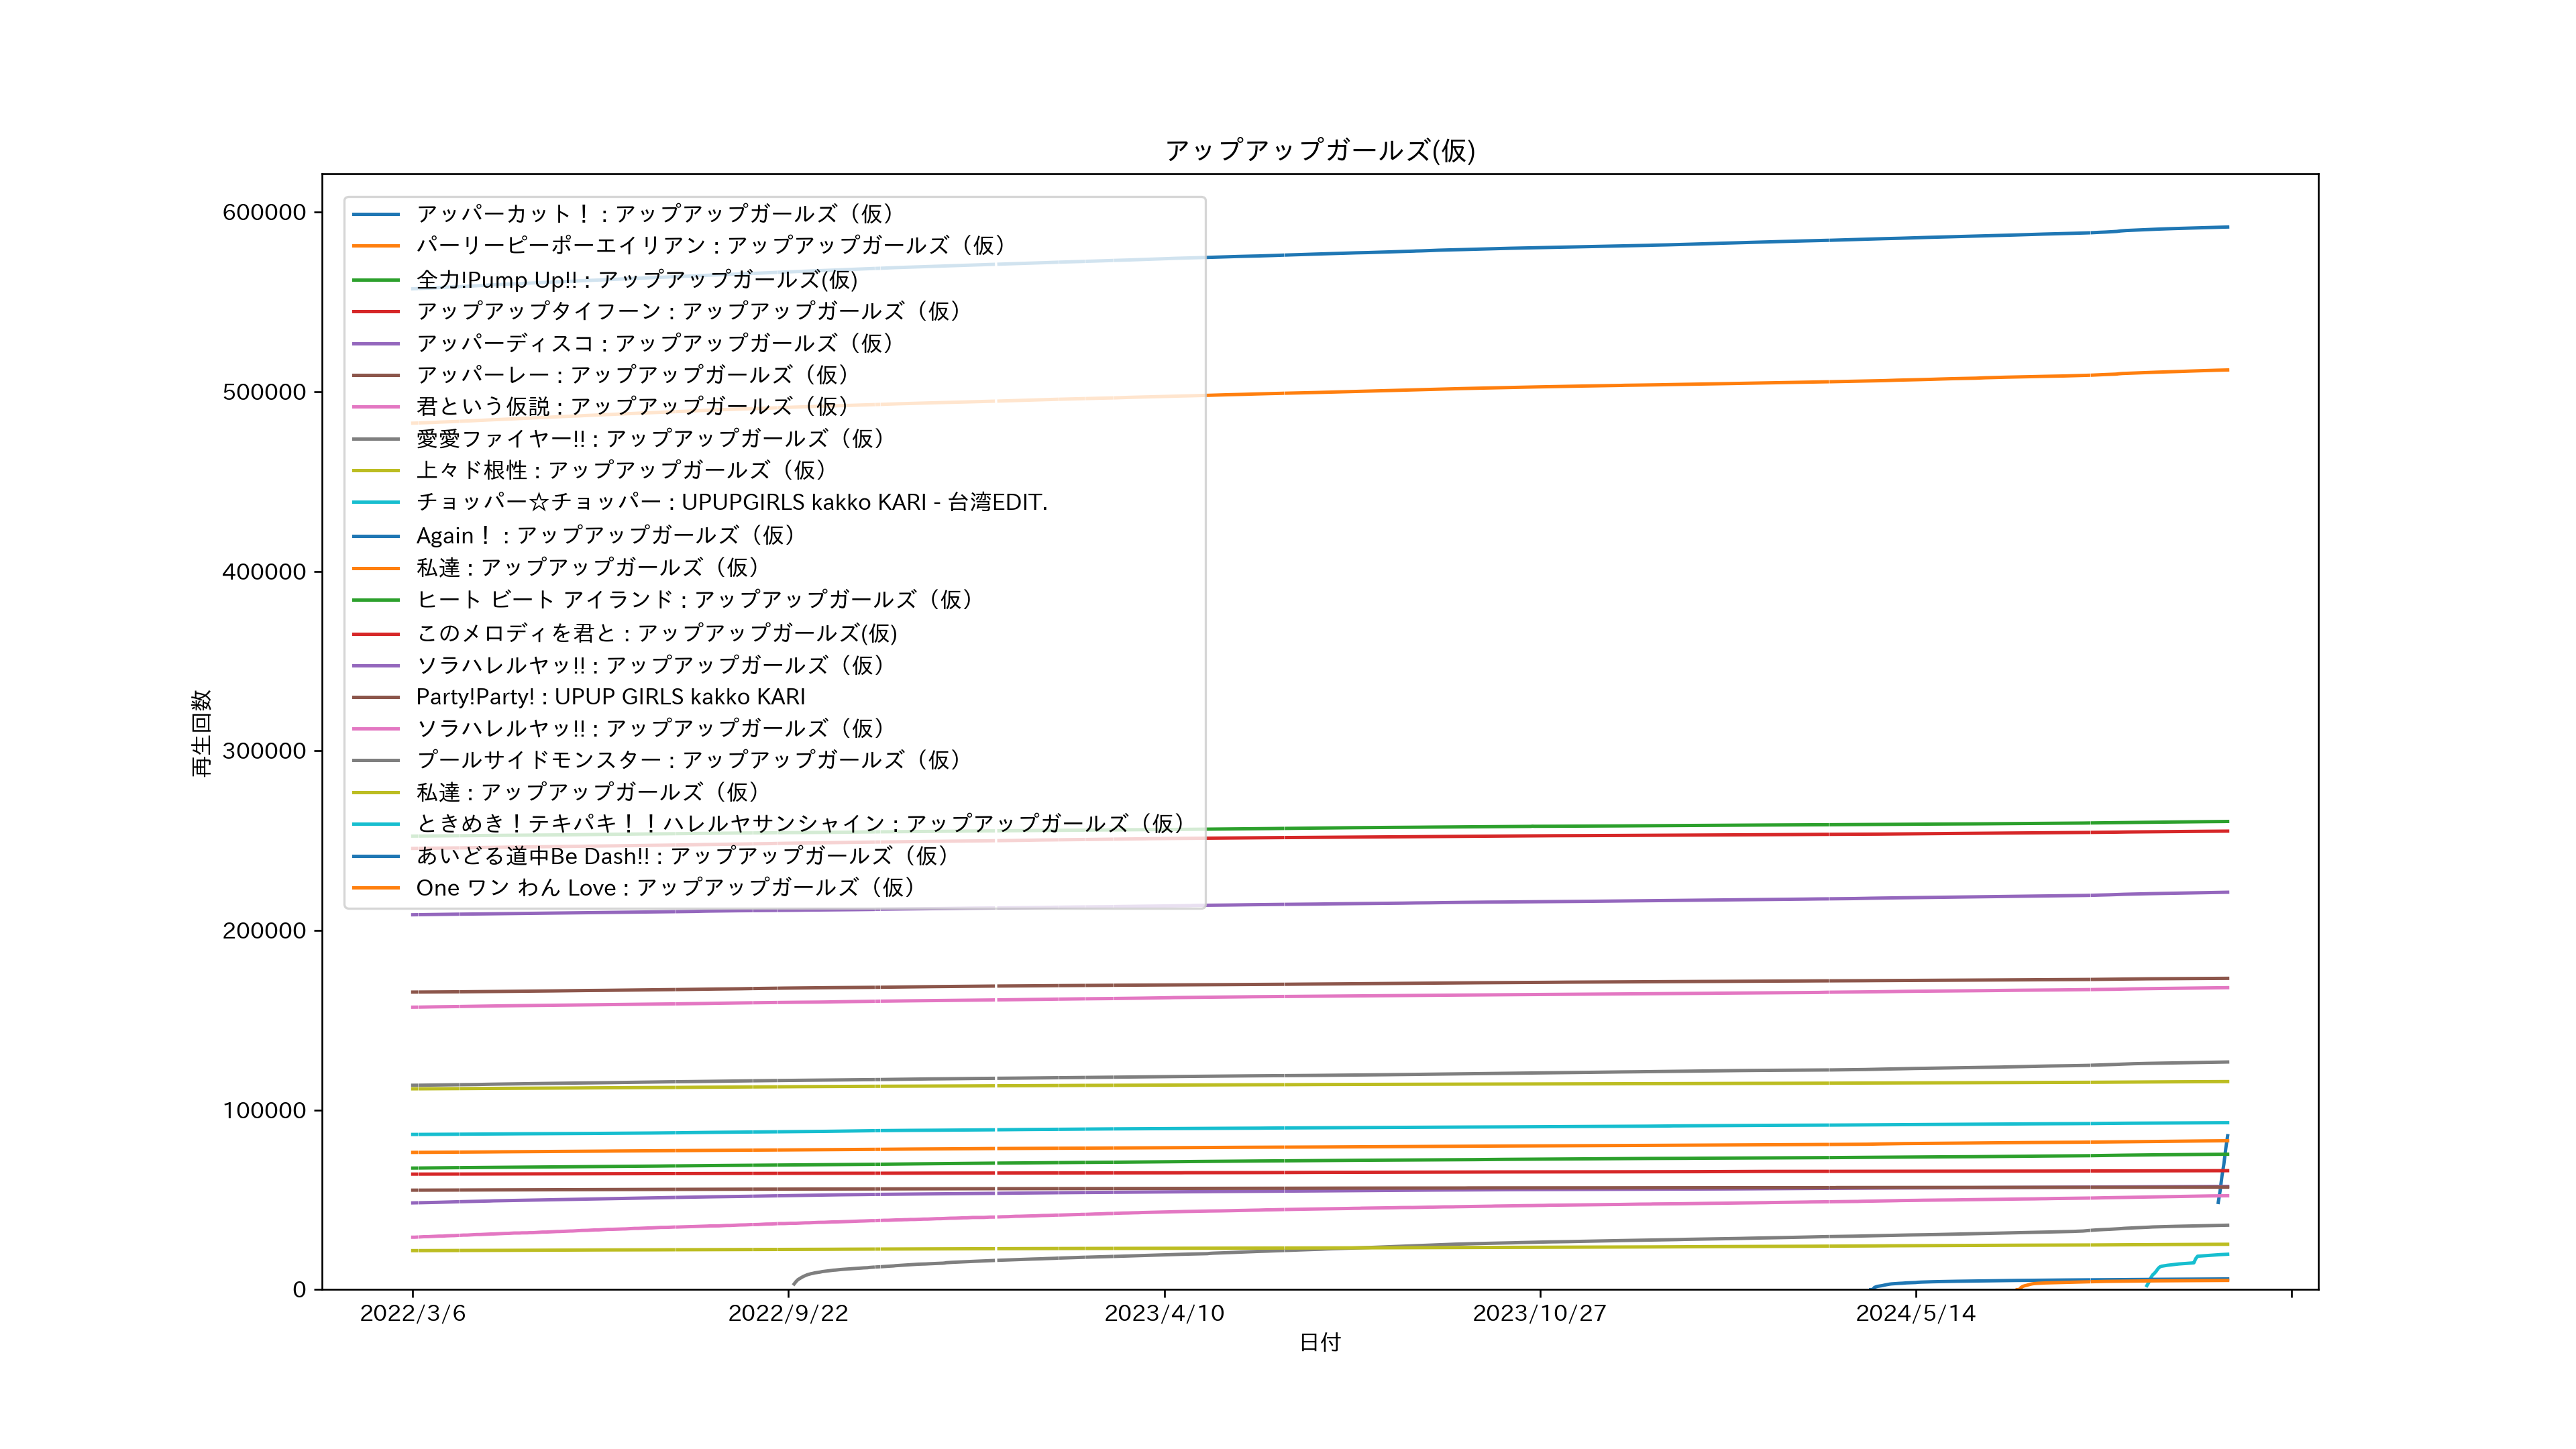 アップアップガールズ(仮)
600000
500000
400000
300000
200000
100000
0
再生回数
アッパーカット！ : アップアップガールズ（仮）
パーリーピーポーエイリアン : アップアップガールズ（仮）
全力!Pump Up!! : アップアップガールズ(仮)
アップアップタイフーン : アップアップガールズ（仮）
アッパーディスコ : アップアップガールズ（仮）
アッパーレー : アップアップガールズ（仮）
君という仮説 : アップアップガールズ（仮）
愛愛ファイヤー!! : アップアップガールズ（仮）
上々ド根性 : アップアップガールズ（仮）
チョッパー☆チョッパー : UPUPGIRLS kakko KARI - 台湾EDIT.
Again！ : アップアップガールズ（仮）
私達 : アップアップガールズ（仮）
ヒート ビート アイランド : アップアップガールズ（仮）
このメロディを君と : アップアップガールズ(仮)
ソラハレルヤッ!! : アップアップガールズ（仮）
Party!Party! : UPUP GIRLS kakko KARI
ソラハレルヤッ!! : アップアップガールズ（仮）
プールサイドモンスター : アップアップガールズ（仮）
私達 : アップアップガールズ（仮）
ときめき！テキパキ！！ハレルヤサンシャイン : アップアップガールズ（仮）
あいどる道中Be Dash!! : アップアップガールズ（仮）
One ワン わん Love : アップアップガールズ（仮）
2022/3/6
2022/9/22
2023/4/10
2023/10/27
2024/5/14
日付